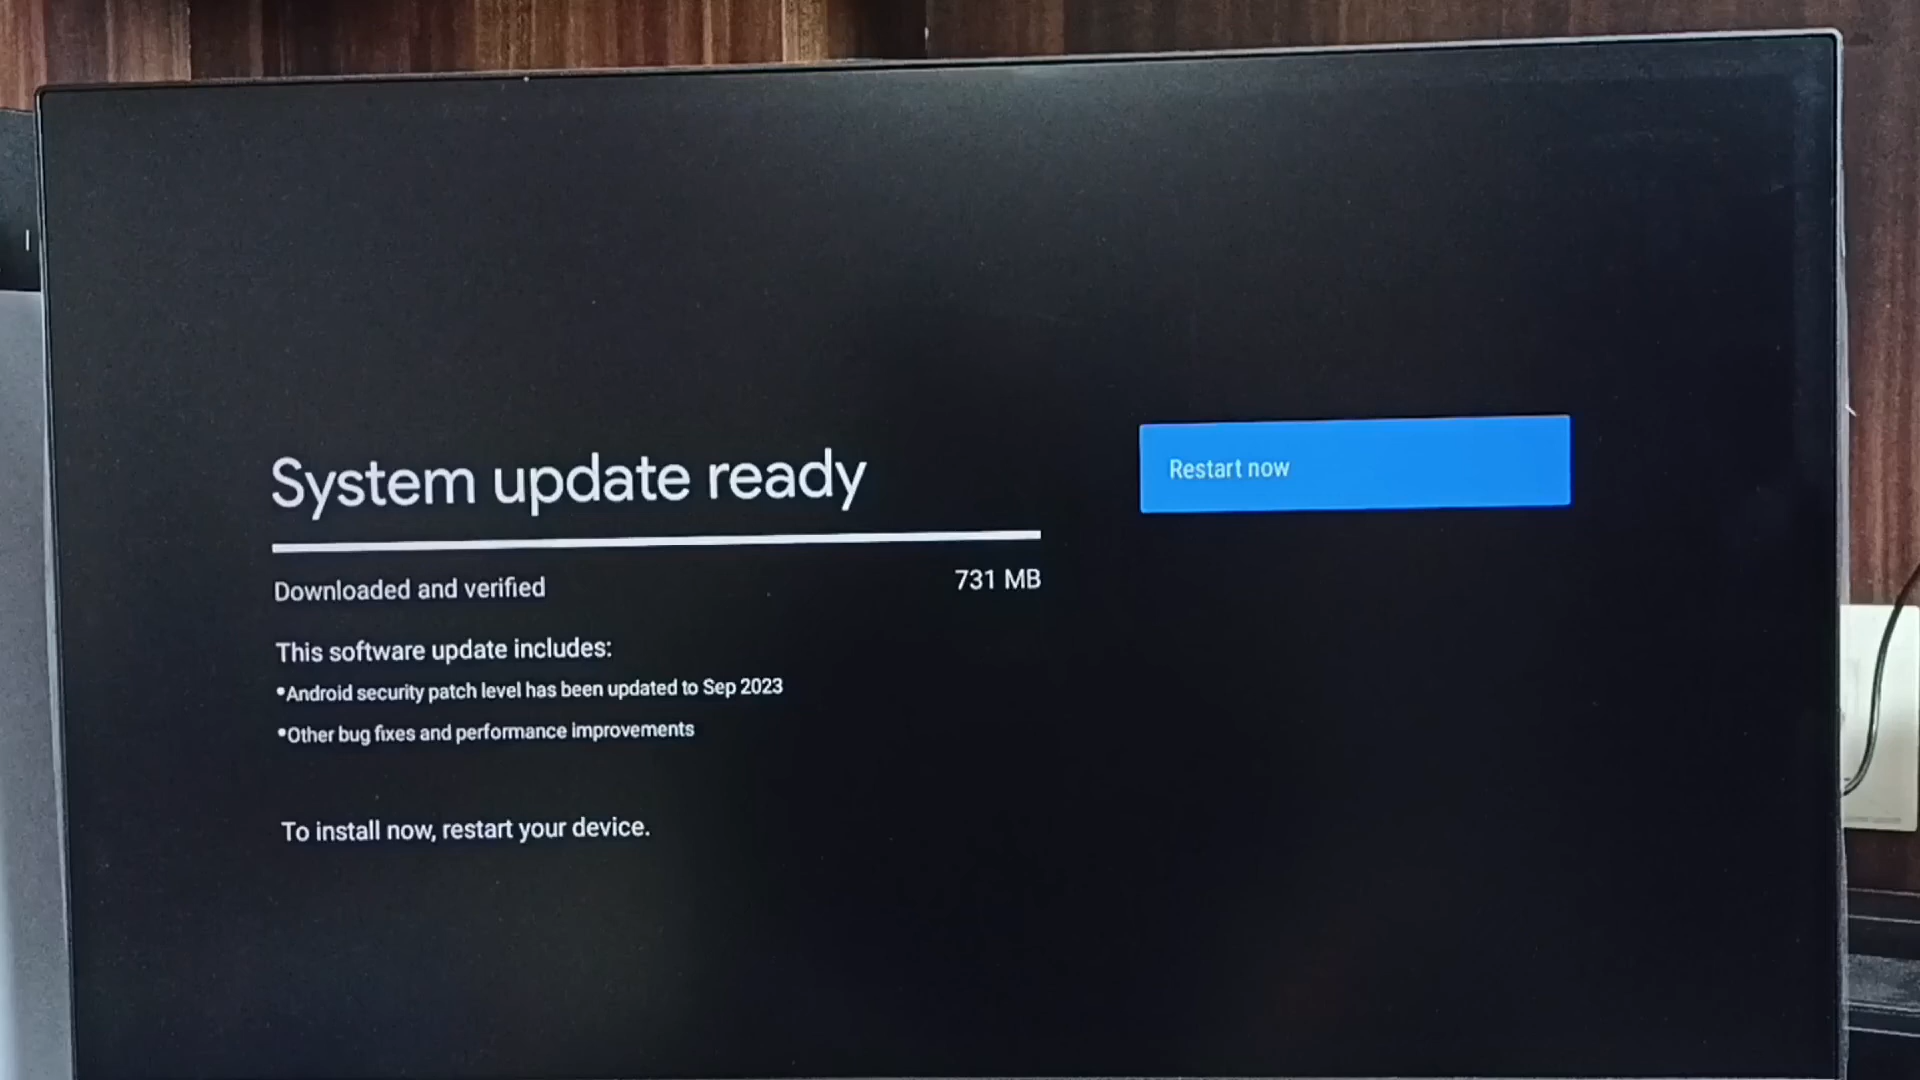 System update ready
Restart now
Downloaded and verified 731 MB
This software update includes:
•Android security patch level has been updated to Sep 2023
•Other bug fixes and performance improvements
To install now, restart your device.